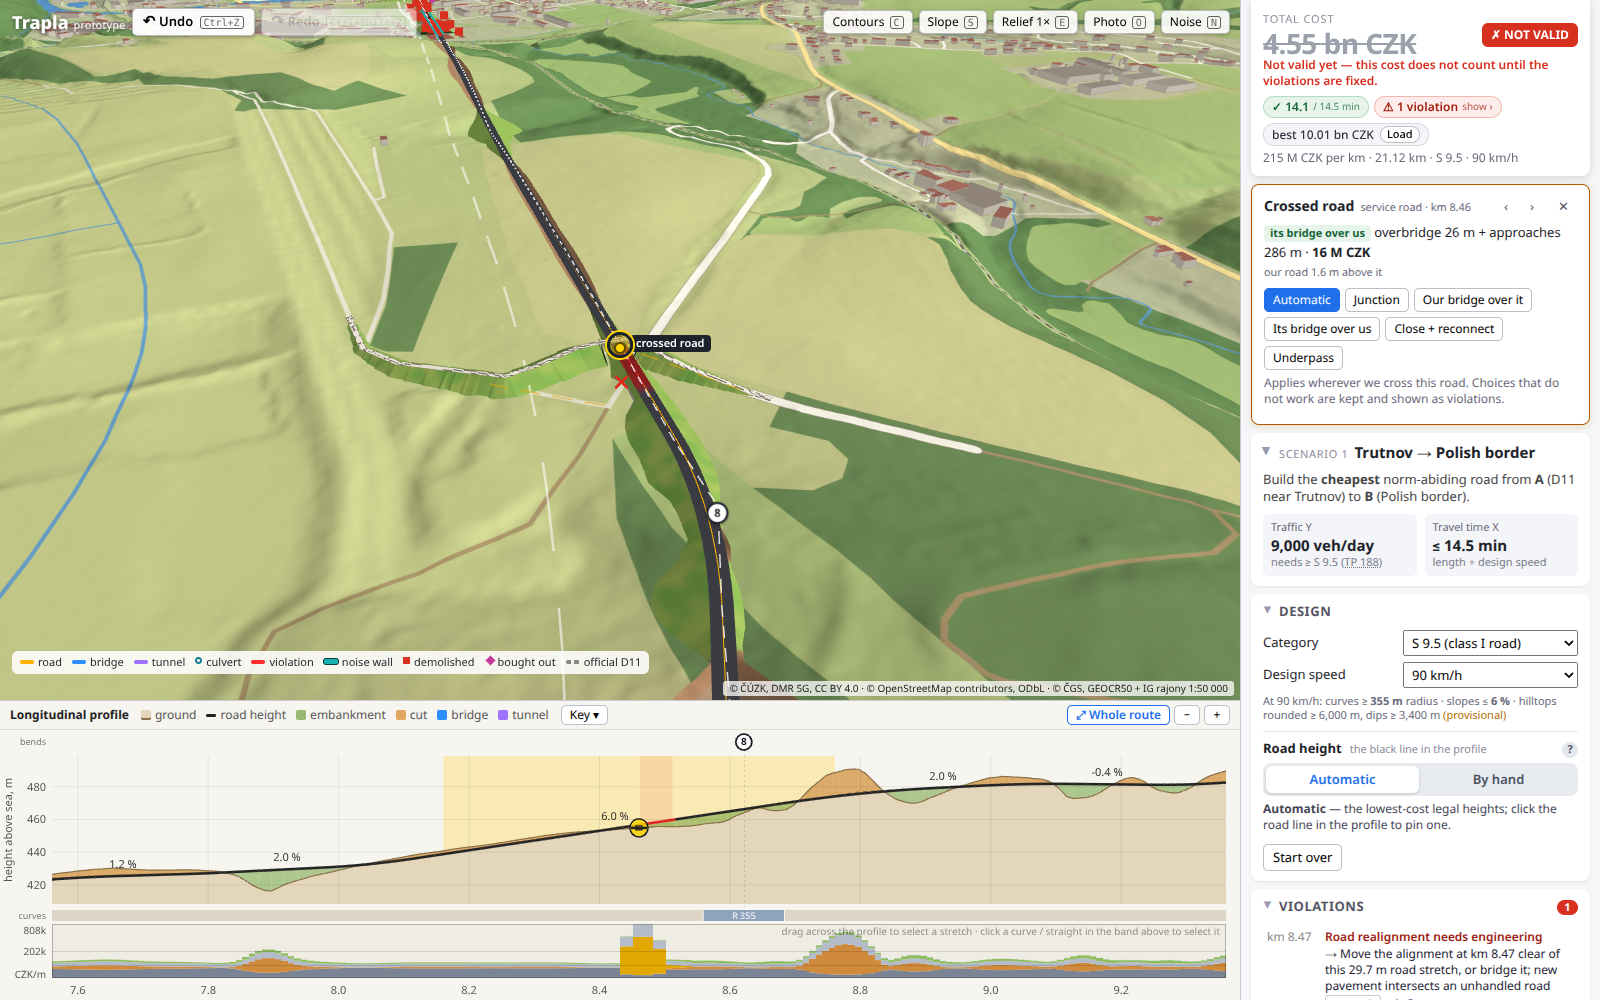 Trapla prototype
↶ Undo Ctrl+Z
↷ Redo Ctrl+Shift+Z
Contours C
Slope S
Relief 1× E
Photo O
Noise N
crossed road
8
road
bridge
tunnel
culvert
violation
noise wall
demolished
bought out
official D11
© ČÚZK, DMR 5G, CC BY 4.0 · © OpenStreetMap contributors, ODbL · © ČGS, GEOCR50 + IG rajony 1:50 000
Longitudinal profile
ground
road height
embankment
cut
bridge
tunnel
Key ▾
⤢ Whole route
−
+
bends
8
height above sea, m
480
460
440
420
1.2 %
2.0 %
6.0 %
2.0 %
-0.4 %
curves
R 355
808k
202k
CZK/m
drag across the profile to select a stretch · click a curve / straight in the band above to select it
7.6
7.8
8.0
8.2
8.4
8.6
8.8
9.0
9.2
TOTAL COST
4.55 bn CZK
✗ NOT VALID
Not valid yet — this cost does not count until the
violations are fixed.
✓ 14.1 / 14.5 min
⚠ 1 violation show ›
best 10.01 bn CZK Load
215 M CZK per km · 21.12 km · S 9.5 · 90 km/h
Crossed road service road · km 8.46 ‹ › ✕
its bridge over us overbridge 26 m + approaches
286 m · 16 M CZK
our road 1.6 m above it
Automatic
Junction
Our bridge over it
Its bridge over us
Close + reconnect
Underpass
Applies wherever we cross this road. Choices that do
not work are kept and shown as violations.
▼ SCENARIO 1 Trutnov → Polish border
Build the cheapest norm-abiding road from A (D11
near Trutnov) to B (Polish border).
Traffic Y
9,000 veh/day
needs ≥ S 9.5 (TP 188)
Travel time X
≤ 14.5 min
length ÷ design speed
▼ DESIGN
Category S 9.5 (class I road)
Design speed 90 km/h
At 90 km/h: curves ≥ 355 m radius · slopes ≤ 6 % · hilltops
rounded ≥ 6,000 m, dips ≥ 3,400 m (provisional)
Road height the black line in the profile ?
Automatic
By hand
Automatic — the lowest-cost legal heights; click the
road line in the profile to pin one.
Start over
▼ VIOLATIONS 1
km 8.47 Road realignment needs engineering
→ Move the alignment at km 8.47 clear of
this 29.7 m road stretch, or bridge it; new
pavement intersects an unhandled road